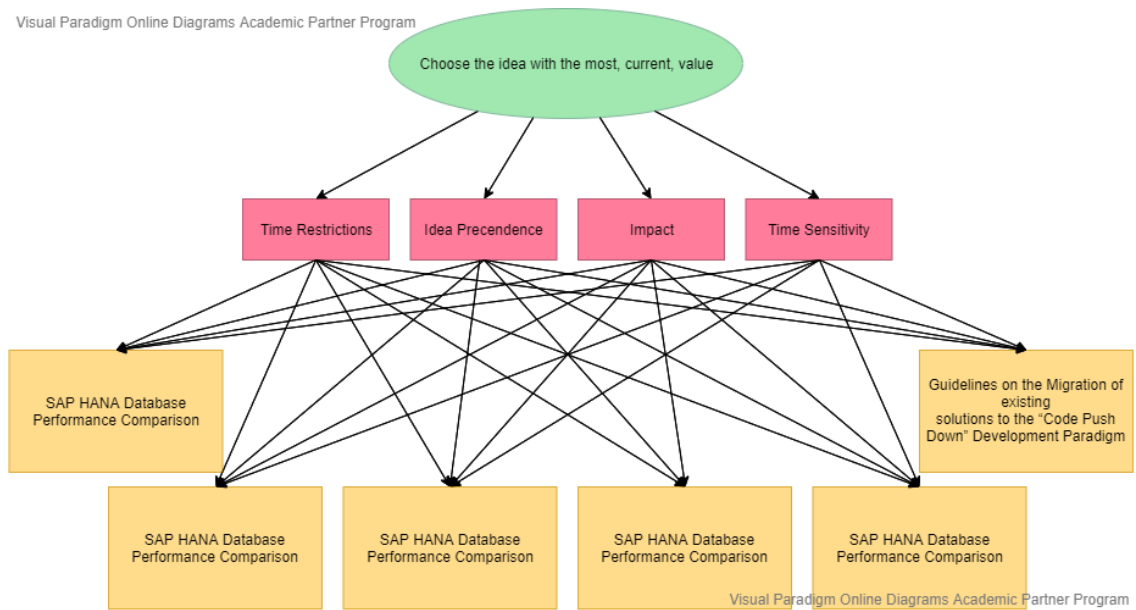 Visual Paradigm Online Diagrams Academic Partner Program
Choose the idea with the most, current, value
Time Restrictions
Idea Precendence
Impact
Time Sensitivity
SAP HANA Database
Performance Comparison
Guidelines on the Migration of
existing
solutions to the “Code Push
Down” Development Paradigm
SAP HANA Database
Performance Comparison
SAP HANA Database
Performance Comparison
SAP HANA Database
Performance Comparison
SAP HANA Database
Performance Comparison
Visual Paradigm Online Diagrams Academic Partner Program